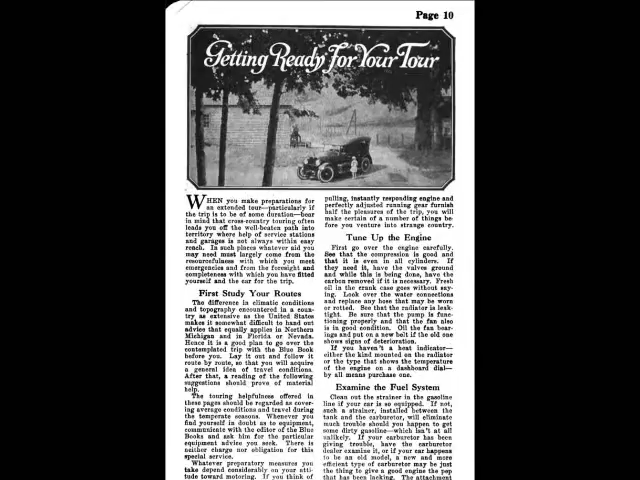 Page 10
Getting Ready for Your Tour
WHEN you make preparations for
an extended tour—particularly if
the trip is to be of some duration—bear
in mind that cross-country touring often
leads you off the well-beaten path into
territory where help of service stations
and garages is not always within easy
reach. In such places whatever aid you
may need must largely come from the
resourcefulness with which you meet
emergencies and from the foresight and
completeness with which you have fitted
yourself and the car for the trip.
First Study Your Routes
The difference in climatic conditions
and topography encountered in a coun-
try as extensive as the United States
makes it somewhat difficult to hand out
advice that equally applies in Northern
Michigan and in Florida or Nevada.
Hence it is a good plan to go over the
contemplated trip with the Blue Book
before you. Lay it out and follow it
route by route, so that you will acquire
a general idea of travel conditions.
After that, a reading of the following
suggestions should prove of material
help.
The touring helpfulness offered in
these pages should be regarded as cover-
ing average conditions and travel during
the temperate seasons. Whenever you
find yourself in doubt as to equipment,
communicate with the editor of the Blue
Books and ask him for the particular
equipment advice you seek. There is
neither charge nor obligation for this
special service.
Whatever preparatory measures you
take depend considerably on your atti-
tude toward motoring. If you think of
pulling, instantly responding engine and
perfectly adjusted running gear furnish
half the pleasures of the trip, you will
make certain of a number of things be-
fore you venture into strange country.
Tune Up the Engine
First go over the engine carefully.
See that the compression is good and
that it is even in all cylinders. If
they need it, have the valves ground
and while this is being done, have the
carbon removed if it is necessary. Fresh
oil in the crank case goes without say-
ing. Look over the water connections
and replace any hose that may be worn
or rotted. See that the radiator is leak-
tight. Be sure that the pump is func-
tioning properly and that the fan also
is in good condition. Oil the fan bear-
ings and put on a new belt if the old one
shows signs of deterioration.
If you haven't a heat indicator—
either the kind mounted on the radiator
or the type that shows the temperature
of the engine on a dashboard dial—
by all means purchase one.
Examine the Fuel System
Clean out the strainer in the gasoline
line if your car is so equipped. If not,
such a strainer, installed between the
tank and the carburetor, will eliminate
much trouble should you happen to get
some dirty gasoline—which isn't at all
unlikely. If your carburetor has been
giving trouble, have the carburetor
dealer examine it, or if your car happens
to be an old model, a new and more
efficient type of carburetor may be just
the thing to give a good engine the pep
that has been lacking. The attachment